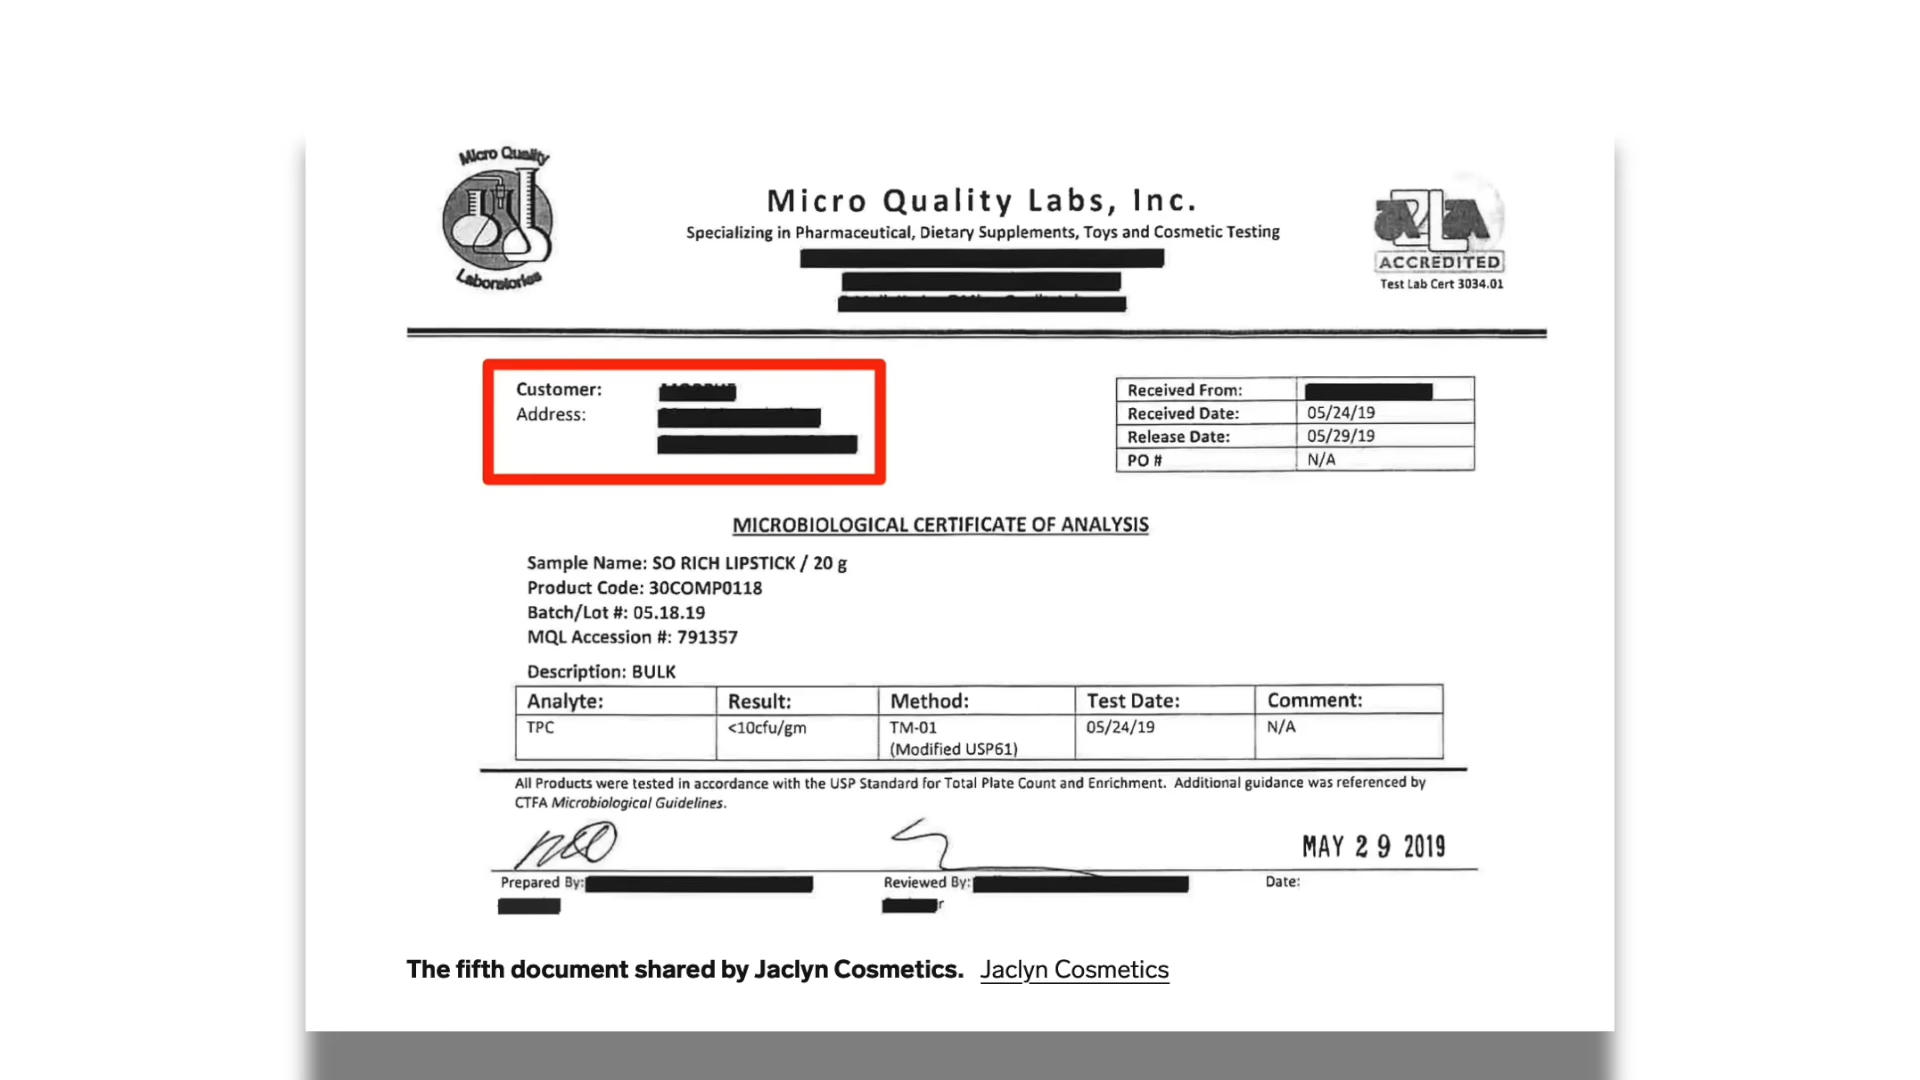 Micro Quality
Laboratories
Micro Quality Labs, Inc.
Specializing in Pharmaceutical, Dietary Supplements, Toys and Cosmetic Testing
ACCREDITED
Test Lab Cert 3034.01
Customer:
Address:
Received From:
Received Date: 05/24/19
Release Date: 05/29/19
PO # N/A
MICROBIOLOGICAL CERTIFICATE OF ANALYSIS
Sample Name: SO RICH LIPSTICK / 20 g
Product Code: 30COMP0118
Batch/Lot #: 05.18.19
MQL Accession #: 791357
Description: BULK
Analyte: Result: Method: Test Date: Comment:
TPC <10cfu/gm TM-01 05/24/19 N/A
(Modified USP61)
All Products were tested in accordance with the USP Standard for Total Plate Count and Enrichment. Additional guidance was referenced by
CTFA Microbiological Guidelines.
MAY 29 2019
Prepared By: Reviewed By: Date:
The fifth document shared by Jaclyn Cosmetics. Jaclyn Cosmetics